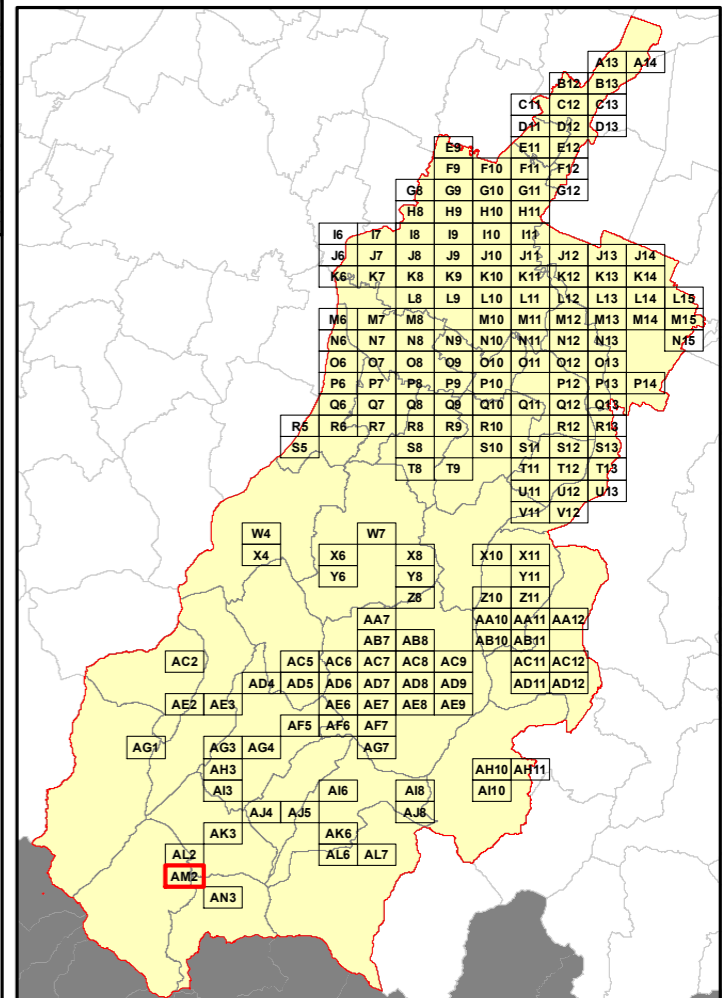 A13 A14
B12 B13
C11 C12 C13
D11 D12 D13
E9 E11 E12
F9 F10 F11 F12
G8 G9 G10 G11 G12
H8 H9 H10 H11
I6 I7 I8 I9 I10 I11
J6 J7 J8 J9 J10 J11 J12 J13 J14
K6 K7 K8 K9 K10 K11 K12 K13 K14
L8 L9 L10 L11 L12 L13 L14 L15
M6 M7 M8 M10 M11 M12 M13 M14 M15
N6 N7 N8 N9 N10 N11 N12 N13 N15
O6 O7 O8 O9 O10 O11 O12 O13
P6 P7 P8 P9 P10 P12 P13 P14
Q6 Q7 Q8 Q9 Q10 Q11 Q12 Q13
R5 R6 R7 R8 R9 R10 R12 R13
S5 S8 S10 S11 S12 S13
T8 T9 T11 T12 T13
U11 U12 U13
V11 V12
W4 W7
X4 X6 X8 X10 X11
Y6 Y8 Y11
Z8 Z10 Z11
AA7 AA10 AA11 AA12
AB7 AB8 AB10 AB11
AC2 AC5 AC6 AC7 AC8 AC9 AC11 AC12
AD4 AD5 AD6 AD7 AD8 AD9 AD11 AD12
AE2 AE3 AE6 AE7 AE8 AE9
AF5 AF6 AF7
AG1 AG3 AG4 AG7
AH3 AH10 AH11
AI3 AI6 AI8 AI10
AJ4 AJ5 AJ8
AK3 AK6
AL2 AL6 AL7
AM2
AN3